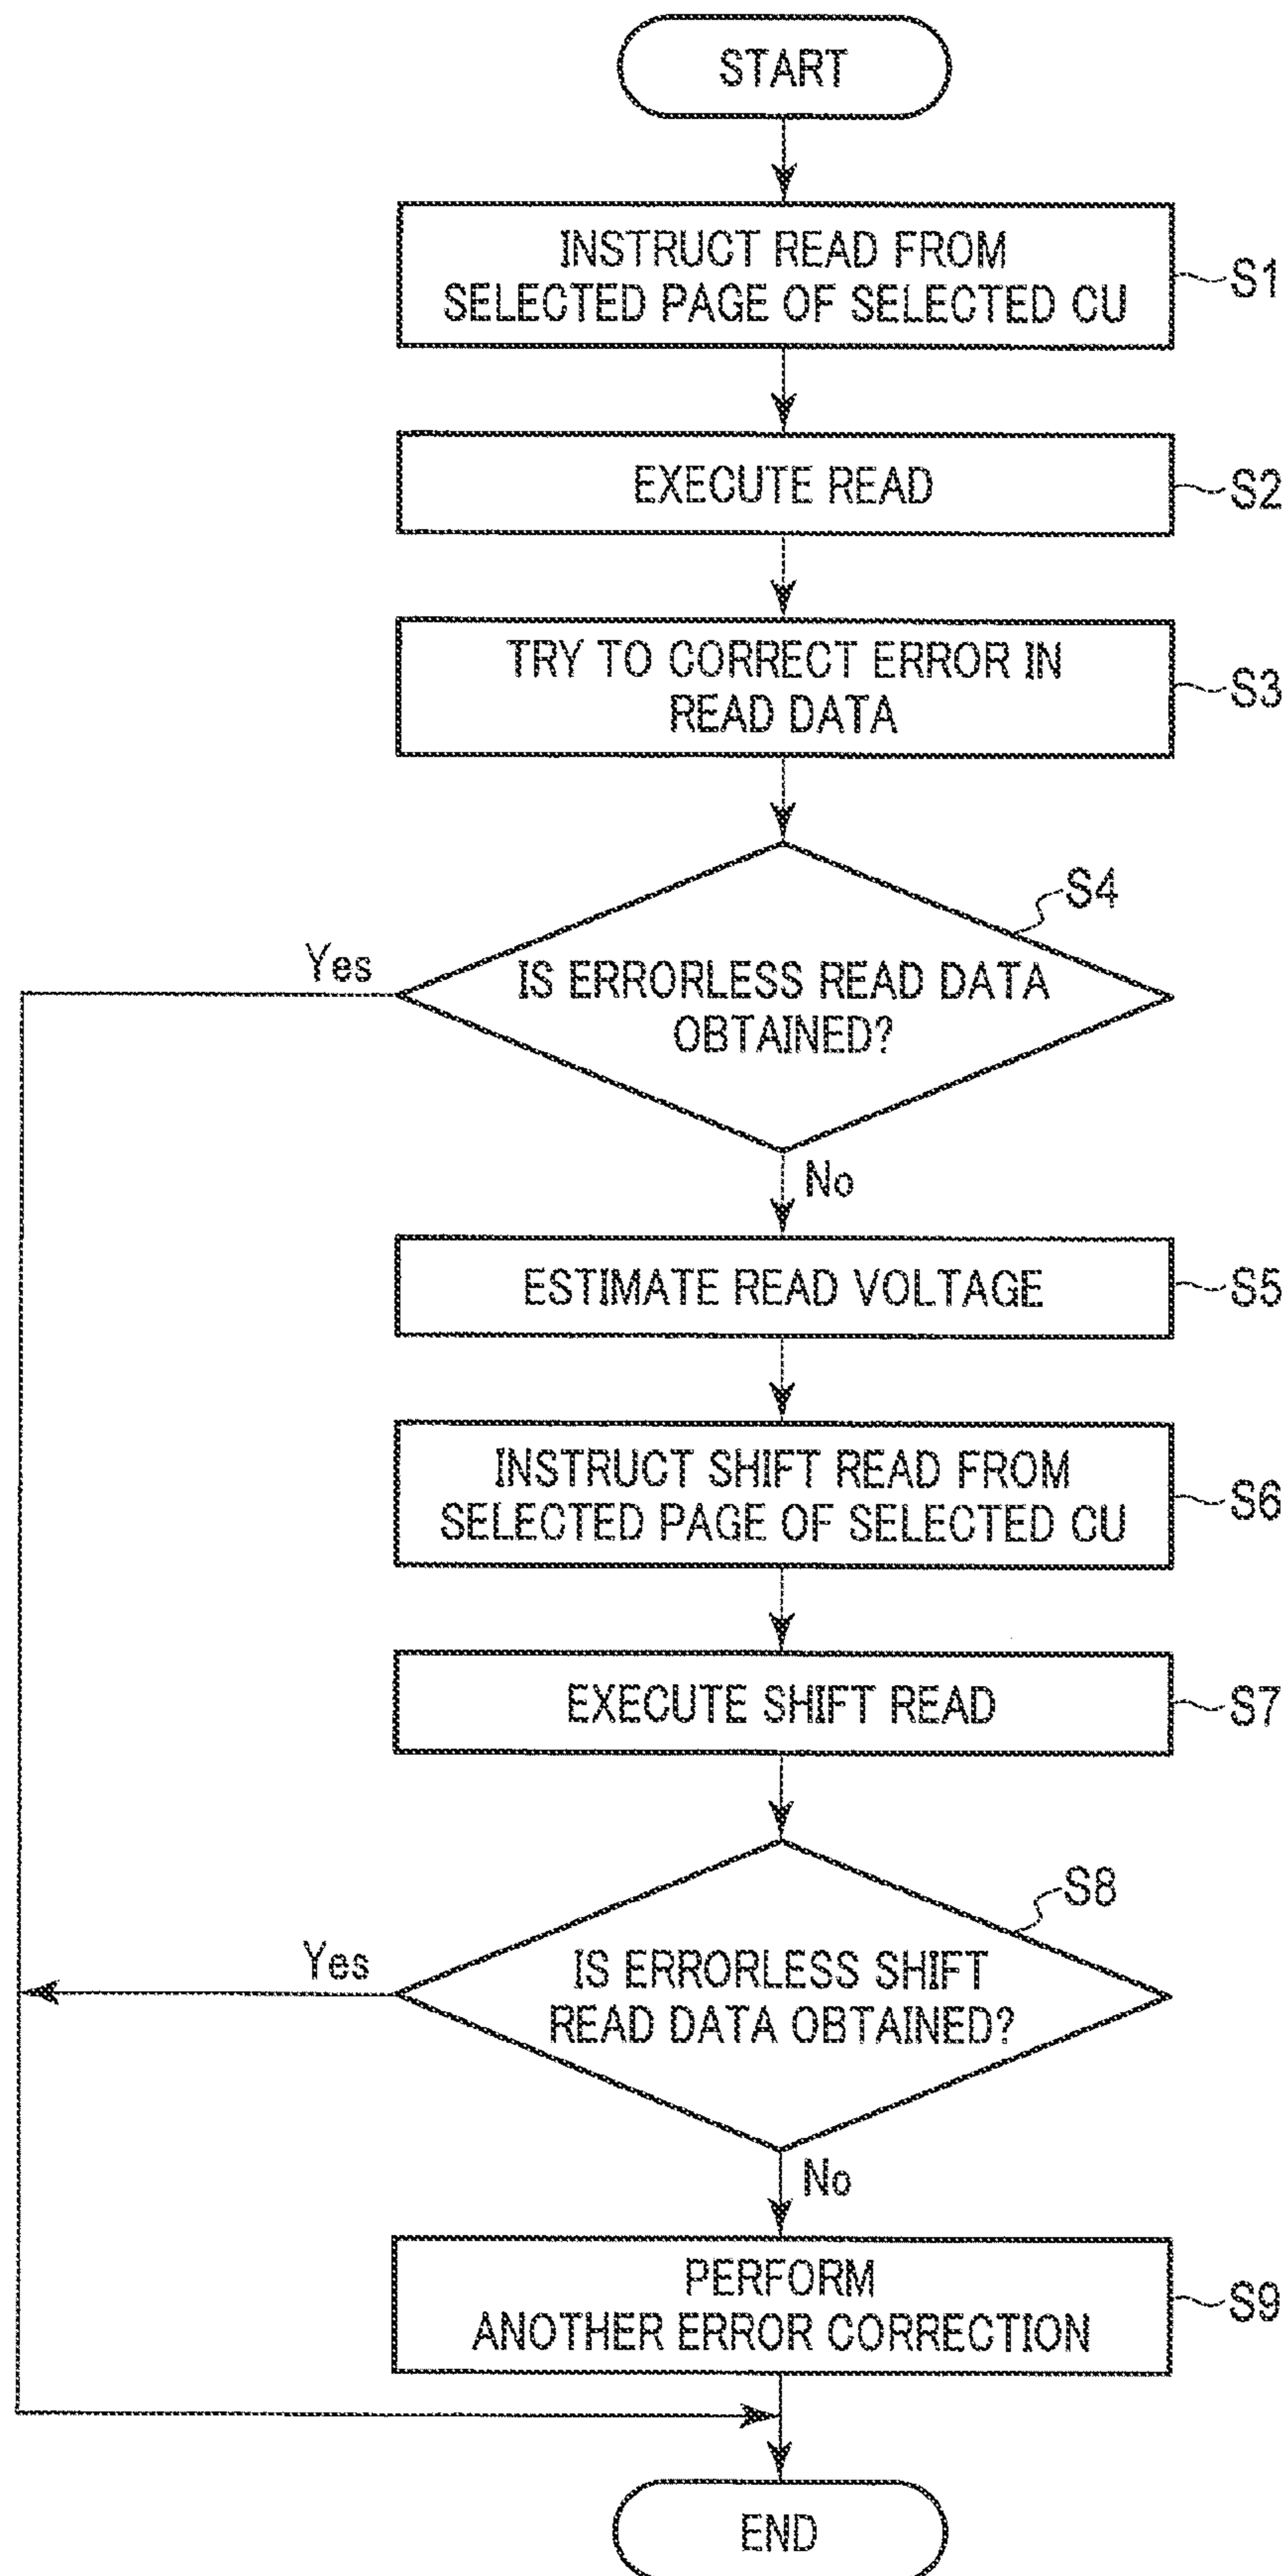 START
INSTRUCT READ FROM
SELECTED PAGE OF SELECTED CU
S1
EXECUTE READ
S2
TRY TO CORRECT ERROR IN
READ DATA
S3
S4
Yes
IS ERRORLESS READ DATA
OBTAINED?
No
ESTIMATE READ VOLTAGE
S5
INSTRUCT SHIFT READ FROM
SELECTED PAGE OF SELECTED CU
S6
EXECUTE SHIFT READ
S7
S8
Yes
IS ERRORLESS SHIFT
READ DATA OBTAINED?
No
PERFORM
ANOTHER ERROR CORRECTION
S9
END